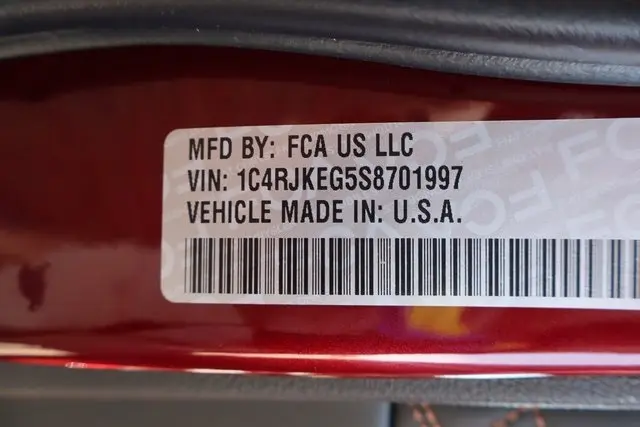 MFD BY: FCA US LLC
VIN: 1C4RJKEG5S8701997
VEHICLE MADE IN: U.S.A.